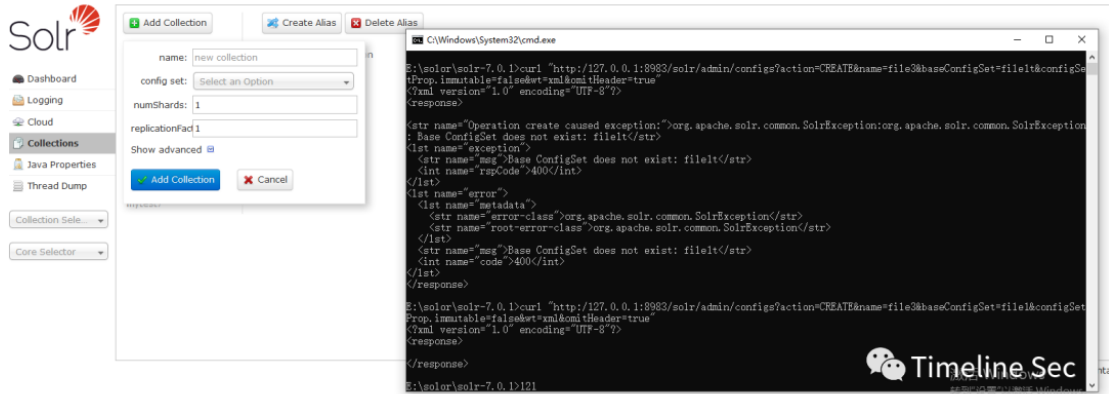 Solr
Dashboard
Logging
Cloud
Collections
Java Properties
Thread Dump
Collection Sele...
Core Selector
Add Collection
Create Alias
Delete Alias
name: new collection
config set: Select an Option
numShards: 1
replicationFact 1
Show advanced
Add Collection
Cancel
C:\Windows\System32\cmd.exe
E:\solor\solr-7.0.1>curl "http:/127.0.0.1:8983/solr/admin/configs?action=CREATE&name=file3&baseConfigSet=filelt&configSe
tProp.immutable=false&wt=xml&omitHeader=true"
<?xml version="1.0" encoding="UTF-8"?>
<response>
<str name="Operation create caused exception:">org.apache.solr.common.SolrException:org.apache.solr.common.SolrException
: Base ConfigSet does not exist: filelt</str>
<lst name="exception">
<str name="msg">Base ConfigSet does not exist: filelt</str>
<int name="rspCode">400</int>
</lst>
<lst name="error">
<lst name="metadata">
<str name="error-class">org.apache.solr.common.SolrException</str>
<str name="root-error-class">org.apache.solr.common.SolrException</str>
</lst>
<str name="msg">Base ConfigSet does not exist: filelt</str>
<int name="code">400</int>
</lst>
</response>
E:\solor\solr-7.0.1>curl "http:/127.0.0.1:8983/solr/admin/configs?action=CREATE&name=file3&baseConfigSet=file1&configSet
Prop.immutable=false&wt=xml&omitHeader=true"
<?xml version="1.0" encoding="UTF-8"?>
<response>
</response>
E:\solor\solr-7.0.1>121
Timeline Sec